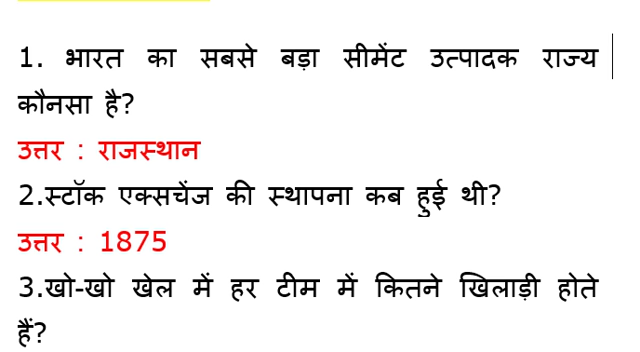 1. भारत का सबसे बड़ा सीमेंट उत्पादक राज्य
कौनसा है?
उत्तर : राजस्थान
2.स्टॉक एक्सचेंज की स्थापना कब हुई थी?
उत्तर : 1875
3.खो-खो खेल में हर टीम में कितने खिलाड़ी होते
हैं?